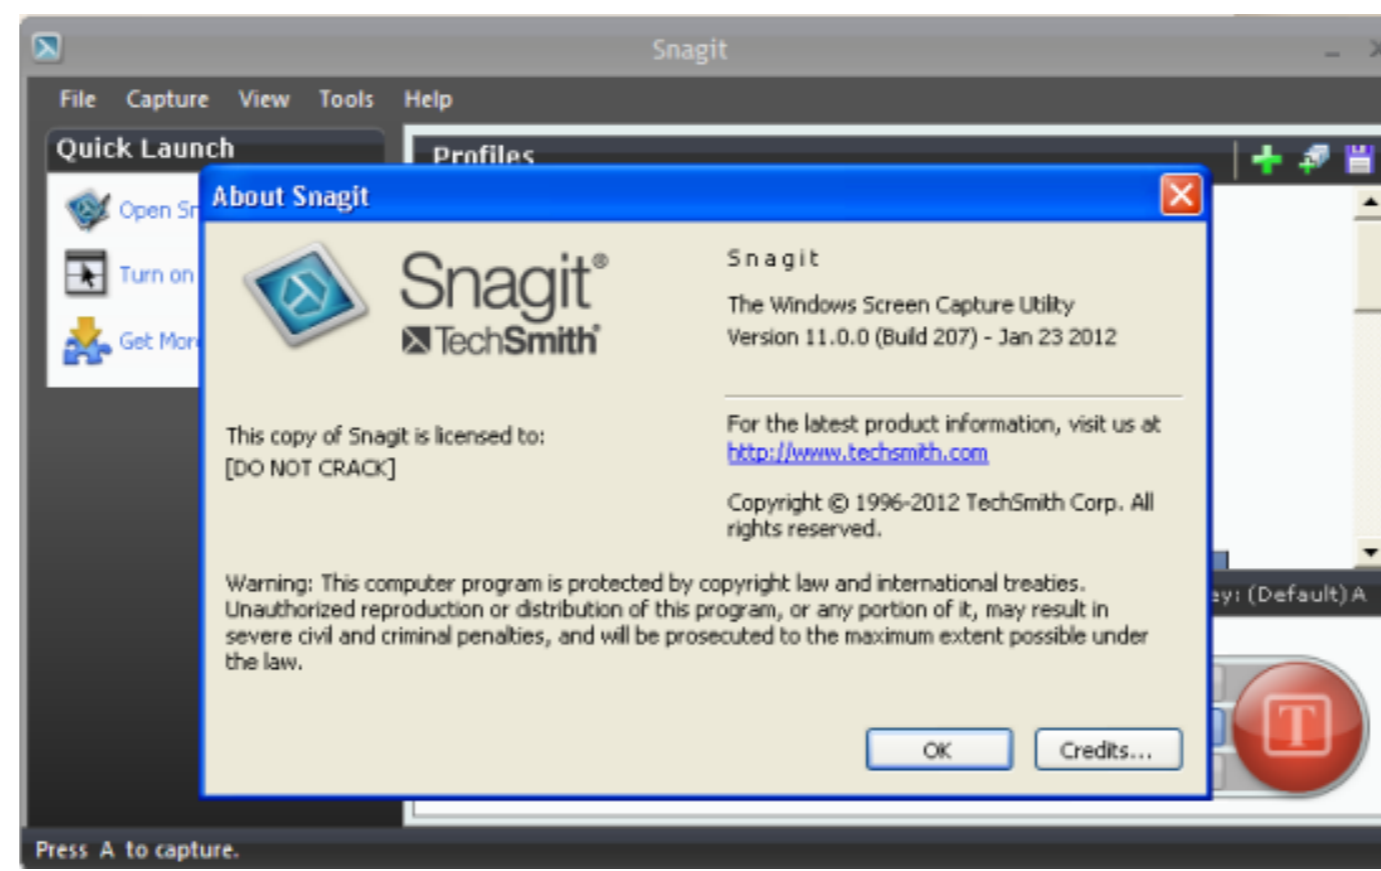 Snagit
File Capture View Tools Help
Quick Launch
Profiles
Open Sn
Turn on
Get More
About Snagit
Snagit®
TechSmith®
Snagit
The Windows Screen Capture Utility
Version 11.0.0 (Build 207) - Jan 23 2012
This copy of Snagit is licensed to:
[DO NOT CRACK]
For the latest product information, visit us at
http://www.techsmith.com
Copyright © 1996-2012 TechSmith Corp. All
rights reserved.
Warning: This computer program is protected by copyright law and international treaties.
Unauthorized reproduction or distribution of this program, or any portion of it, may result in
severe civil and criminal penalties, and will be prosecuted to the maximum extent possible under
the law.
ey: (Default) A
T
OK Credits...
Press A to capture.